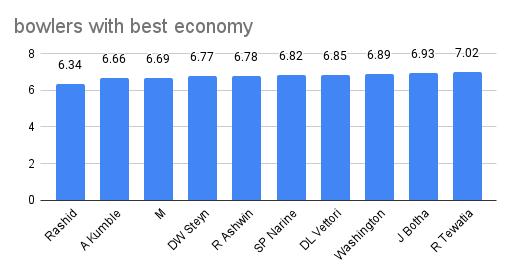 bowlers with best economy
8
6
4
2
0
6.34
6.66
6.69
6.77
6.78
6.82
6.85
6.89
6.93
7.02
Rashid
A Kumble
M
DW Steyn
R Ashwin
SP Narine
DL Vettori
Washington
J Botha
R Tewatia